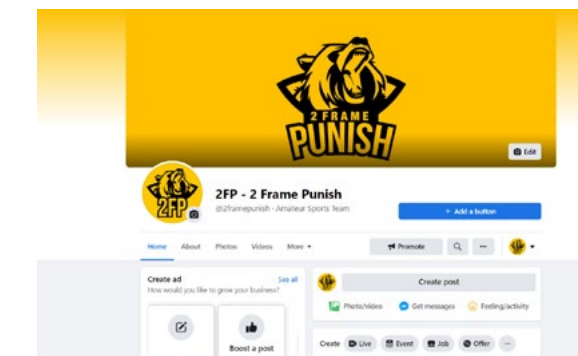 2 FRAME
PUNISH
Edit
2FP
2FP - 2 Frame Punish
@2framepunish · Amateur Sports Team
+ Add a button
Home About Photos Videos More
Promote
Create ad See all
How would you like to grow your business?
Create post
Photo/video Get messages Feeling/activity
Boost a post
Create Live Event Job Offer